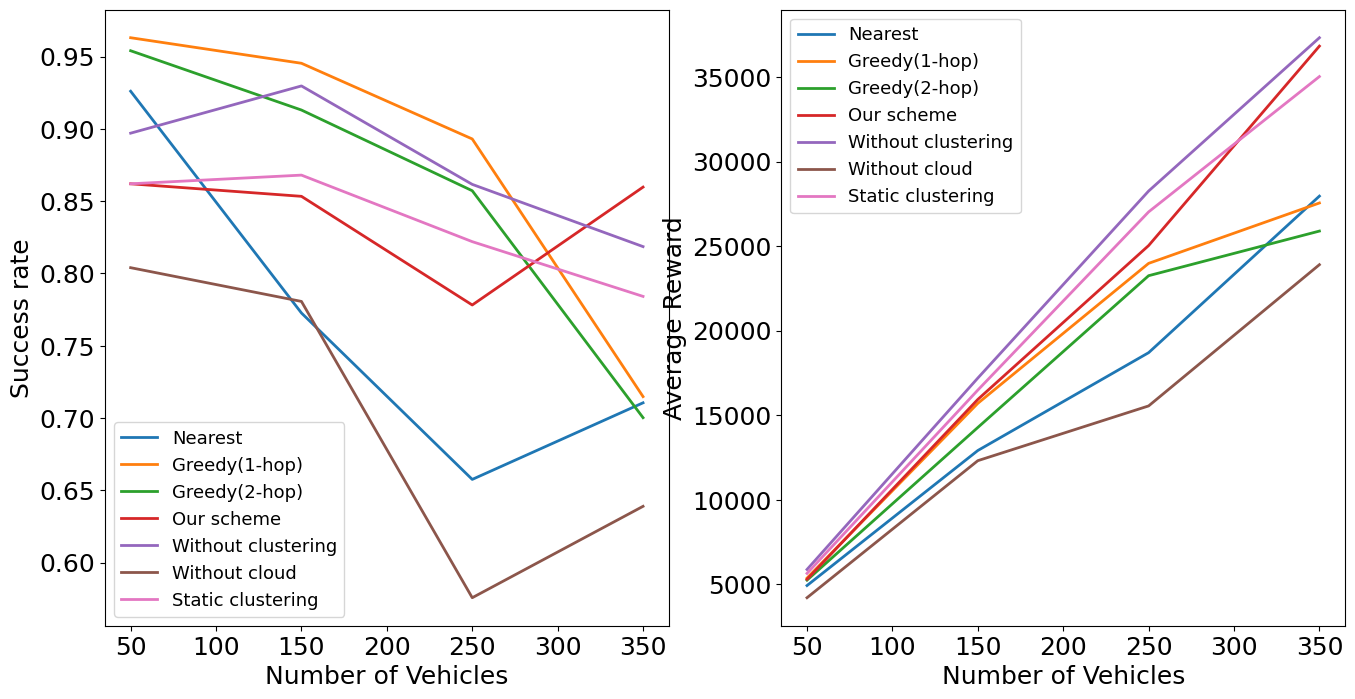 Success rate
0.95
0.90
0.85
0.80
0.75
0.70
0.65
0.60
Nearest
Greedy(1-hop)
Greedy(2-hop)
Our scheme
Without clustering
Without cloud
Static clustering
50 100 150 200 250 300 350
Number of Vehicles
Average Reward
35000
30000
25000
20000
15000
10000
5000
Nearest
Greedy(1-hop)
Greedy(2-hop)
Our scheme
Without clustering
Without cloud
Static clustering
50 100 150 200 250 300 350
Number of Vehicles